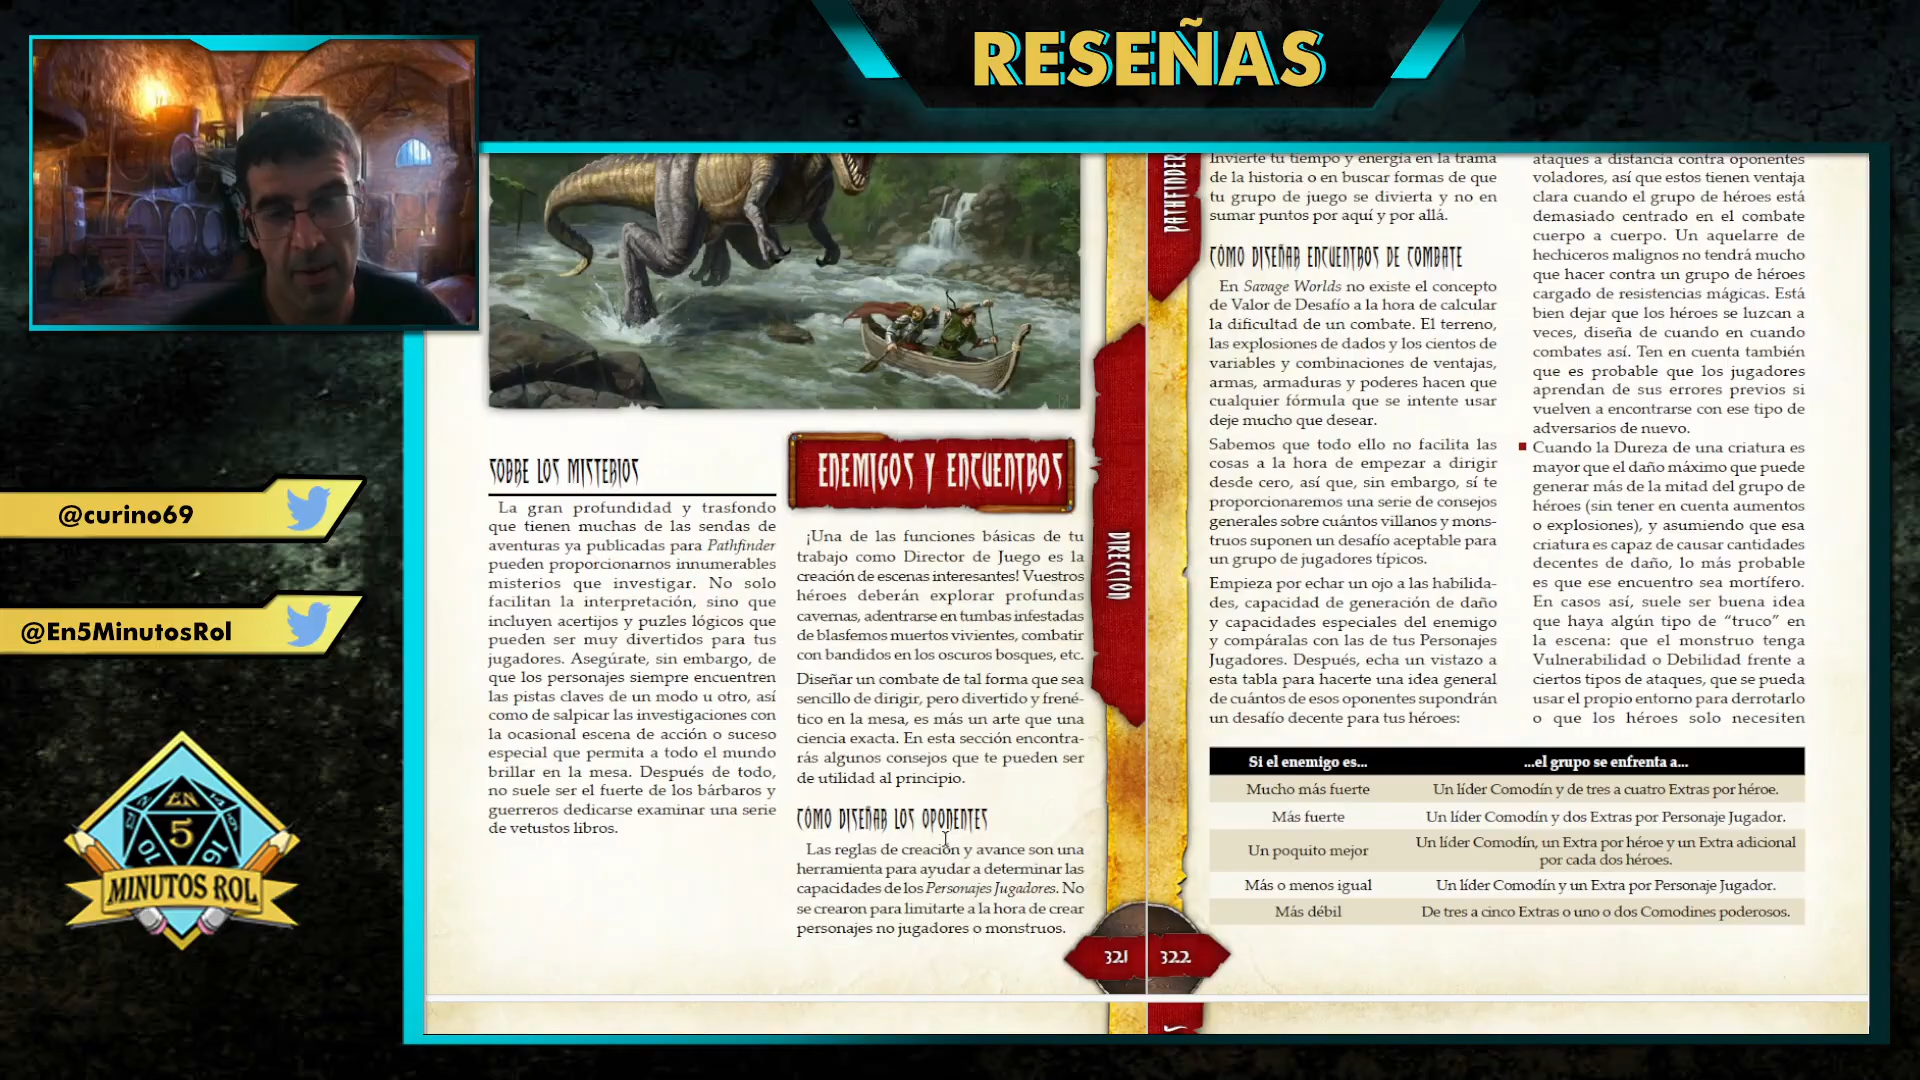 RESEÑAS
@curino69
@En5MinutosRol
EN
5
MINUTOS ROL
SOBRE LOS MISTERIOS
La gran profundidad y trasfondo
que tienen muchas de las sendas de
aventuras ya publicadas para Pathfinder
pueden proporcionarnos innumerables
misterios que investigar. No solo
facilitan la interpretación, sino que
incluyen acertijos y puzles lógicos que
pueden ser muy divertidos para tus
jugadores. Asegúrate, sin embargo, de
que los personajes siempre encuentren
las pistas claves de un modo u otro, así
como de salpicar las investigaciones con
la ocasional escena de acción o suceso
especial que permita a todo el mundo
brillar en la mesa. Después de todo,
no suele ser el fuerte de los bárbaros y
guerreros dedicarse examinar una serie
de vetustos libros.
ENEMIGOS Y ENCUENTROS
¡Una de las funciones básicas de tu
trabajo como Director de Juego es la
creación de escenas interesantes! Vuestros
héroes deberán explorar profundas
cavernas, adentrarse en tumbas infestadas
de blasfemos muertos vivientes, combatir
con bandidos en los oscuros bosques, etc.
Diseñar un combate de tal forma que sea
sencillo de dirigir, pero divertido y frené-
tico en la mesa, es más un arte que una
ciencia exacta. En esta sección encontra-
rás algunos consejos que te pueden ser
de utilidad al principio.
CÓMO DISEÑAR LOS OPONENTES
Las reglas de creación y avance son una
herramienta para ayudar a determinar las
capacidades de los Personajes Jugadores. No
se crearon para limitarte a la hora de crear
personajes no jugadores o monstruos.
321
DIRECCIÓN
PATHFINDER
Invierte tu tiempo y energía en la trama
de la historia o en buscar formas de que
tu grupo de juego se divierta y no en
sumar puntos por aquí y por allá.
CÓMO DISEÑAR ENCUENTROS DE COMBATE
En Savage Worlds no existe el concepto
de Valor de Desafío a la hora de calcular
la dificultad de un combate. El terreno,
las explosiones de dados y los cientos de
variables y combinaciones de ventajas,
armas, armaduras y poderes hacen que
cualquier fórmula que se intente usar
deje mucho que desear.
Sabemos que todo ello no facilita las
cosas a la hora de empezar a dirigir
desde cero, así que, sin embargo, sí te
proporcionaremos una serie de consejos
generales sobre cuántos villanos y mons-
truos suponen un desafío aceptable para
un grupo de jugadores típicos.
Empieza por echar un ojo a las habilida-
des, capacidad de generación de daño
y capacidades especiales del enemigo
y compáralas con las de tus Personajes
Jugadores. Después, echa un vistazo a
esta tabla para hacerte una idea general
de cuántos de esos oponentes supondrán
un desafío decente para tus héroes:
ataques a distancia contra oponentes
voladores, así que estos tienen ventaja
clara cuando el grupo de héroes está
demasiado centrado en el combate
cuerpo a cuerpo. Un aquelarre de
hechiceros malignos no tendrá mucho
que hacer contra un grupo de héroes
cargado de resistencias mágicas. Está
bien dejar que los héroes se luzcan a
veces, diseña de cuando en cuando
combates así. Ten en cuenta también
que es probable que los jugadores
aprendan de sus errores previos si
vuelven a encontrarse con ese tipo de
adversarios de nuevo.
Cuando la Dureza de una criatura es
mayor que el daño máximo que puede
generar más de la mitad del grupo de
héroes (sin tener en cuenta aumentos
o explosiones), y asumiendo que esa
criatura es capaz de causar cantidades
decentes de daño, lo más probable
es que ese encuentro sea mortífero.
En casos así, suele ser buena idea
que haya algún tipo de “truco” en
la escena: que el monstruo tenga
Vulnerabilidad o Debilidad frente a
ciertos tipos de ataques, que se pueda
usar el propio entorno para derrotarlo
o que los héroes solo necesiten
Si el enemigo es... ...el grupo se enfrenta a...
Mucho más fuerte Un líder Comodín y de tres a cuatro Extras por héroe.
Más fuerte Un líder Comodín y dos Extras por Personaje Jugador.
Un poquito mejor Un líder Comodín, un Extra por héroe y un Extra adicional
por cada dos héroes.
Más o menos igual Un líder Comodín y un Extra por Personaje Jugador.
Más débil De tres a cinco Extras o uno o dos Comodines poderosos.
322